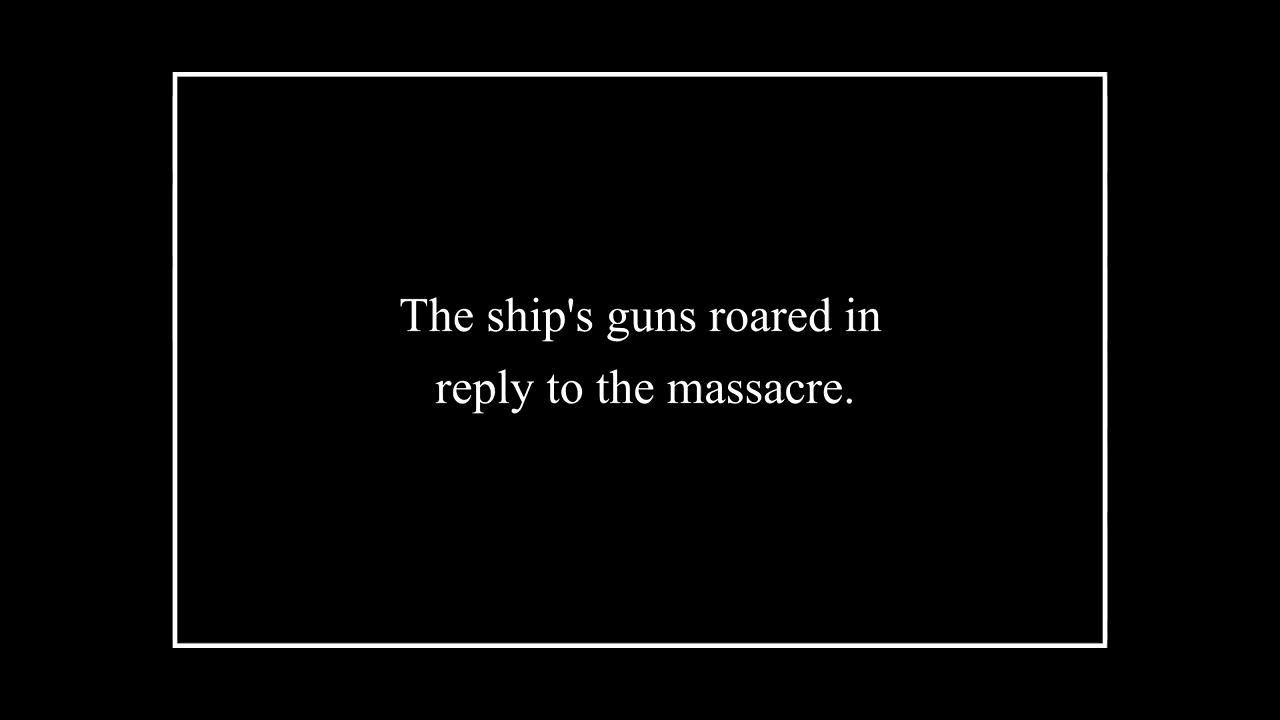 The ship's guns roared in
reply to the massacre.